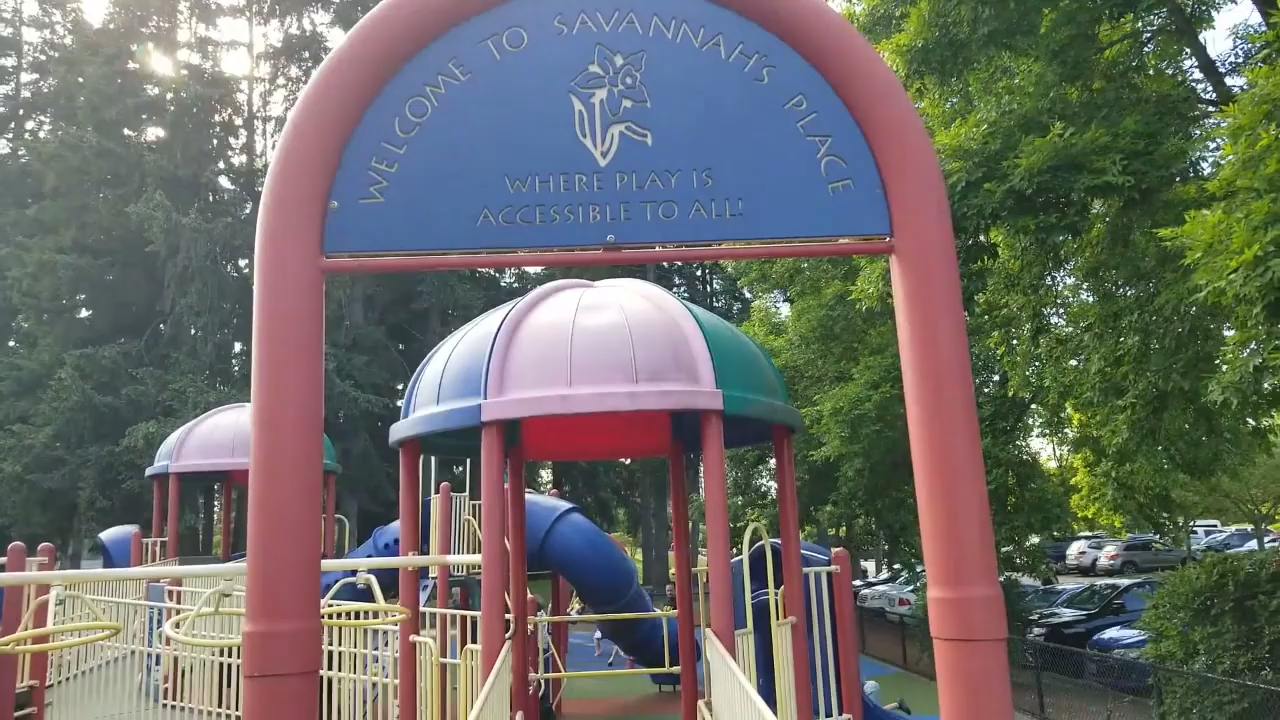 WELCOME TO SAVANNAH'S PLACE
WHERE PLAY IS
ACCESSIBLE TO ALL!